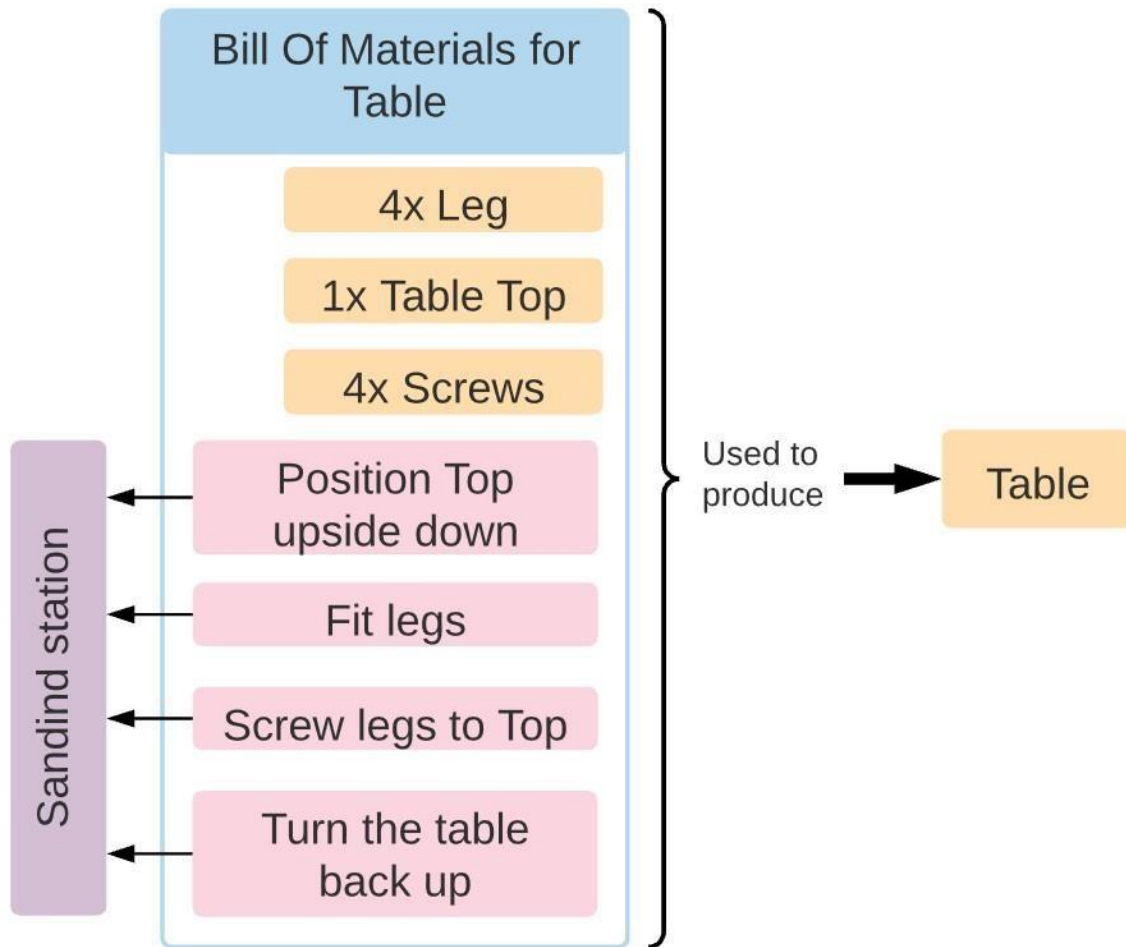 Bill Of Materials for
Table
4x Leg
1x Table Top
4x Screws
Position Top
upside down
Fit legs
Screw legs to Top
Turn the table
back up
Sandind station
Used to
produce
Table